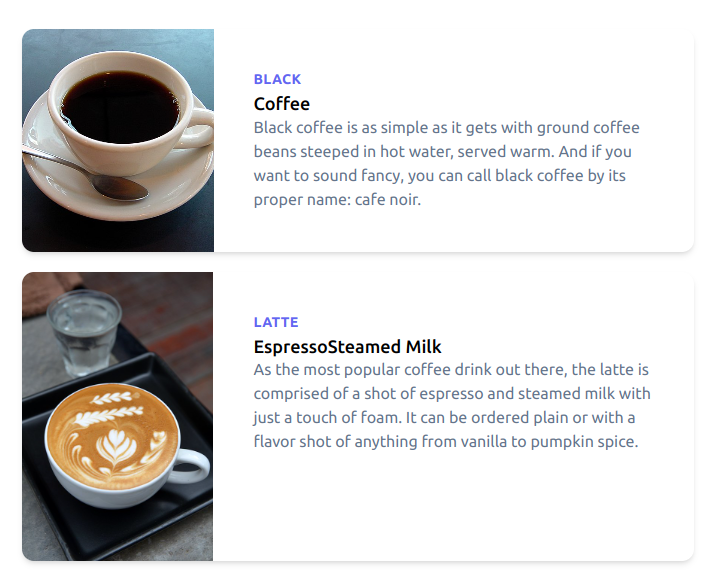 BLACK
Coffee
Black coffee is as simple as it gets with ground coffee
beans steeped in hot water, served warm. And if you
want to sound fancy, you can call black coffee by its
proper name: cafe noir.
LATTE
EspressoSteamed Milk
As the most popular coffee drink out there, the latte is
comprised of a shot of espresso and steamed milk with
just a touch of foam. It can be ordered plain or with a
flavor shot of anything from vanilla to pumpkin spice.